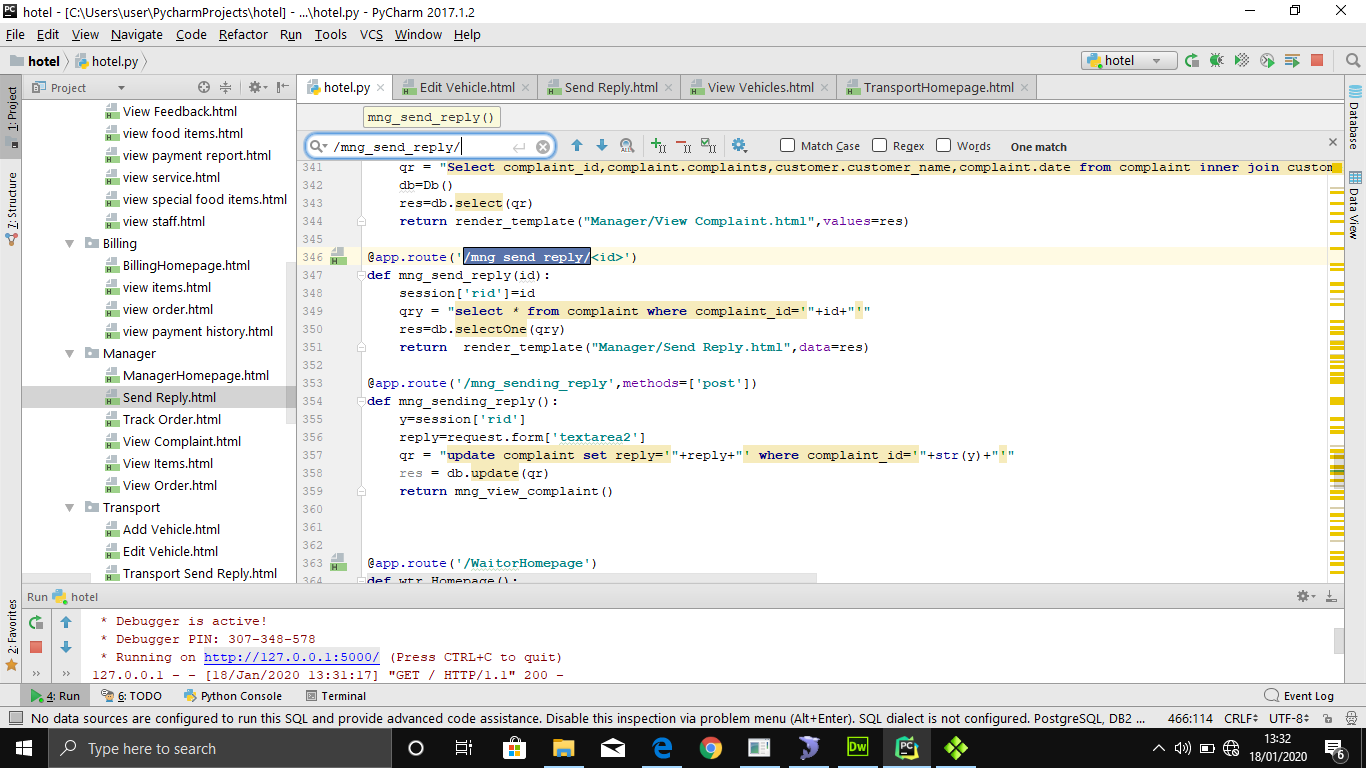 hotel - [C:\Users\user\PycharmProjects\hotel] - ...\hotel.py - PyCharm 2017.1.2
File Edit View Navigate Code Refactor Run Tools VCS Window Help
hotel hotel.py hotel
Project hotel.py Edit Vehicle.html Send Reply.html View Vehicles.html TransportHomepage.html
1: Project
7: Structure
2: Favorites
View Feedback.html
view food items.html
view payment report.html
view service.html
view special food items.html
view staff.html
Billing
BillingHomepage.html
view items.html
view order.html
view payment history.html
Manager
ManagerHomepage.html
Send Reply.html
Track Order.html
View Complaint.html
View Items.html
View Order.html
Transport
Add Vehicle.html
Edit Vehicle.html
Transport Send Reply.html
mng_send_reply()
/mng_send_reply/ Match Case Regex Words One match
341 qr = "Select complaint_id,complaint.complaints,customer.customer_name,complaint.date from complaint inner join custom
342 db=Db()
343 res=db.select(qr)
344 return render_template("Manager/View Complaint.html",values=res)
345
346 @app.route('/mng_send_reply/<id>')
347 def mng_send_reply(id):
348 session['rid']=id
349 qry = "select * from complaint where complaint_id='"+id+"'"
350 res=db.selectOne(qry)
351 return  render_template("Manager/Send Reply.html",data=res)
352
353 @app.route('/mng_sending_reply',methods=['post'])
354 def mng_sending_reply():
355 y=session['rid']
356 reply=request.form['textarea2']
357 qr = "update complaint set reply='"+reply+"' where complaint_id='"+str(y)+"'"
358 res = db.update(qr)
359 return mng_view_complaint()
360
361
362
363 @app.route('/WaitorHomepage')
364 def wtr_Homepage():
Database
Data View
Run hotel
* Debugger is active!
* Debugger PIN: 307-348-578
* Running on http://127.0.0.1:5000/ (Press CTRL+C to quit)
127.0.0.1 - - [18/Jan/2020 13:31:17] "GET / HTTP/1.1" 200 -
4: Run 6: TODO Python Console Terminal Event Log
No data sources are configured to run this SQL and provide advanced code assistance. Disable this inspection via problem menu (Alt+Enter). SQL dialect is not configured. PostgreSQL, DB2 ... 466:114 CRLF UTF-8
Type here to search Dw PC 13:32
18/01/2020 6